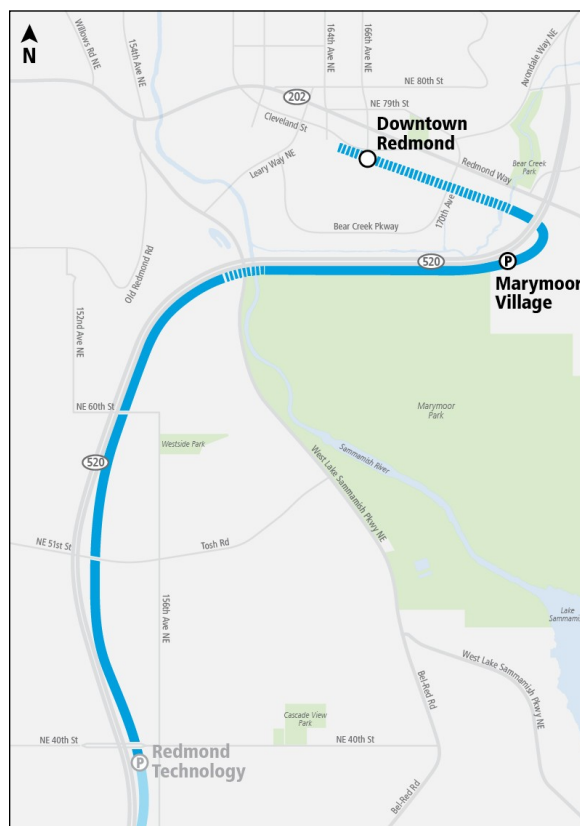 N
Willows Rd NE
154th Ave NE
164th Ave NE
166th Ave NE
Avondale Way NE
NE 80th St
202
NE 79th St
Cleveland St
Downtown
Redmond
Leary Way NE
Redmond Way
Bear Creek
Park
170th Ave
Bear Creek Pkway
Old Redmond Rd
520
P
Marymoor
Village
152nd Ave NE
NE 60th St
Marymoor
Park
Westside Park
520
Sammamish River
West Lake Sammamish Pkwy NE
NE 51st St
Tosh Rd
156th Ave NE
Lake
Sammami
West Lake Sammamish Pkwy NE
Bel-Red Rd
Cascade View
Park
NE 40th St
NE 40th St
P
Redmond
Technology
Bel-Red Rd